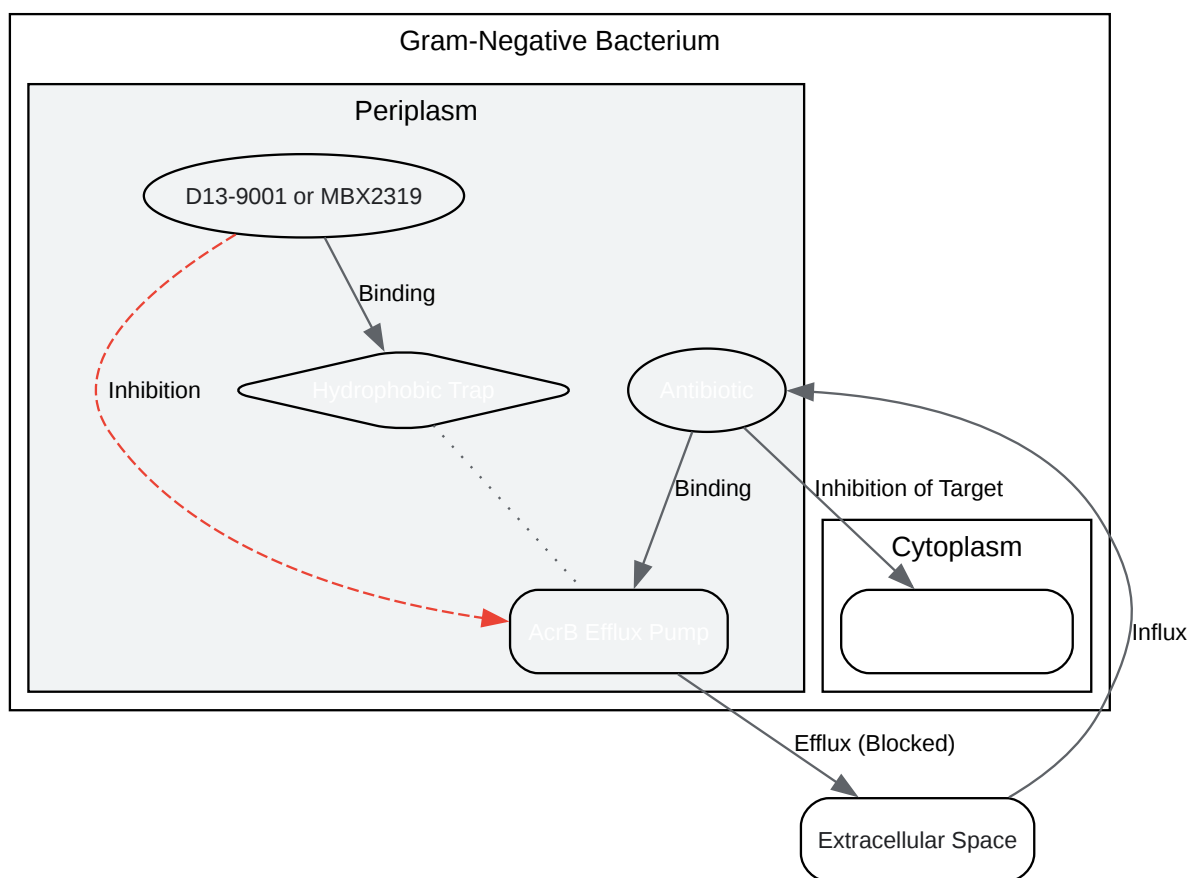 Gram-Negative Bacterium
Periplasm
D13-9001 or MBX2319
Binding
Inhibition
Hydrophobic Trap
Antibiotic
Binding
Inhibition of Target
Cytoplasm
AcrB Efflux Pump
Influx
Efflux (Blocked)
Extracellular Space